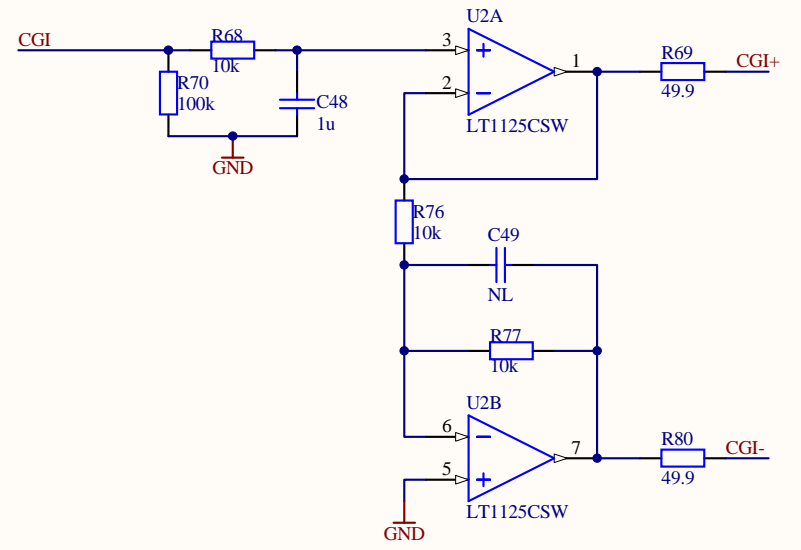 CGI
R68
10k
R70
100k
C48
1u
GND
U2A
3
2
1
LT1125CSW
R69
49.9
CGI+
R76
10k
C49
NL
R77
10k
U2B
6
5
7
LT1125CSW
R80
49.9
CGI-
GND